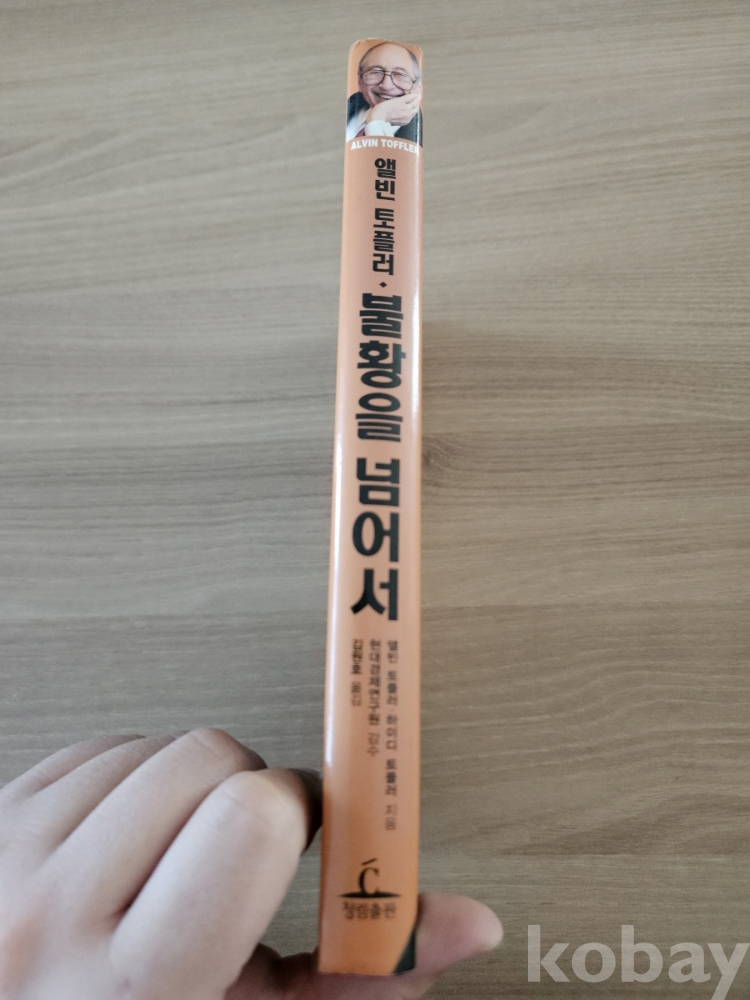 ALVIN TOFFLER
앨빈 토플러 · 불황을 넘어서
앨빈 토플러 · 하이디 토플러 지음
현대경제연구원 감수
김원호 옮김
Ć
청림출판
kobay